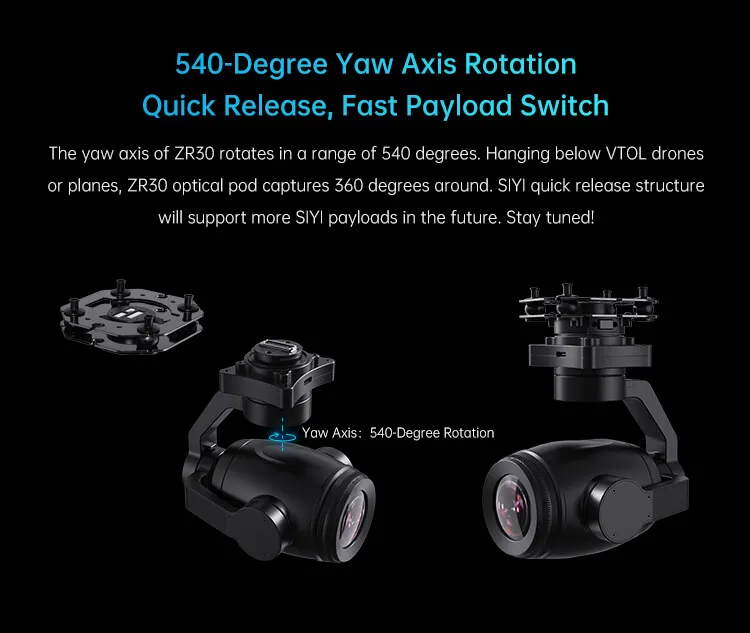 540-Degree Yaw Axis Rotation
Quick Release, Fast Payload Switch
The yaw axis of ZR30 rotates in a range of 540 degrees. Hanging below VTOL drones
or planes, ZR30 optical pod captures 360 degrees around. SIYI quick release structure
will support more SIYI payloads in the future. Stay tuned!
Yaw Axis: 540-Degree Rotation